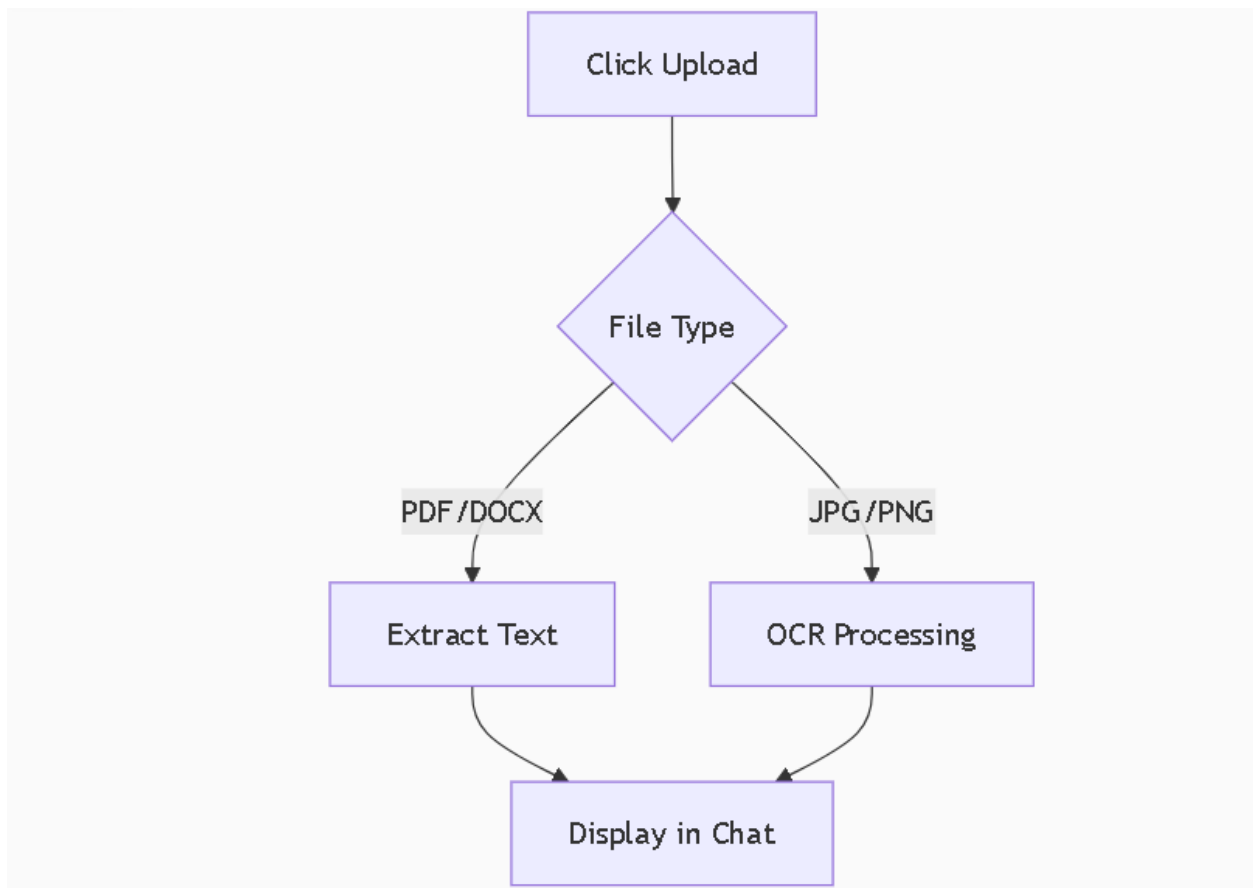 Click Upload
File Type
PDF/DOCX
JPG/PNG
Extract Text
OCR Processing
Display in Chat